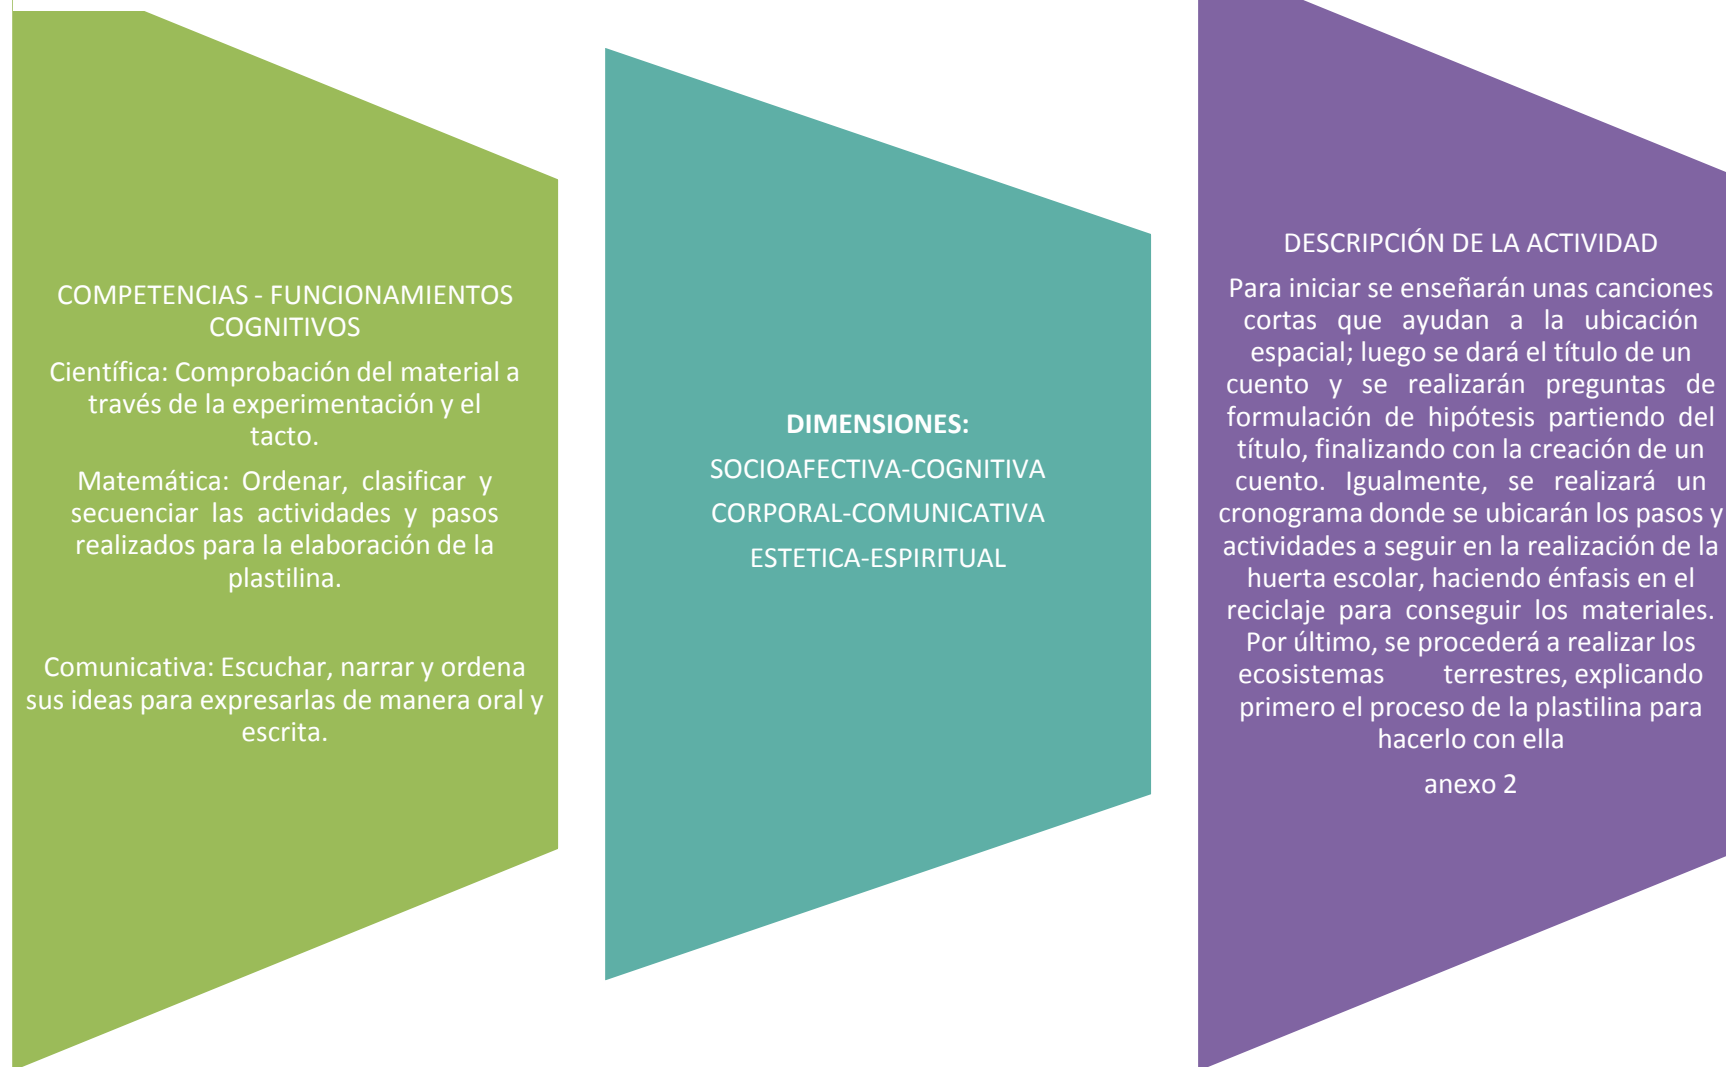 COMPETENCIAS - FUNCIONAMIENTOS
COGNITIVOS
Científica: Comprobación del material a
través de la experimentación y el
tacto.
Matemática: Ordenar, clasificar y
secuenciar las actividades y pasos
realizados para la elaboración de la
plastilina.
Comunicativa: Escuchar, narrar y ordena
sus ideas para expresarlas de manera oral y
escrita.
DIMENSIONES:
SOCIOAFECTIVA-COGNITIVA
CORPORAL-COMUNICATIVA
ESTETICA-ESPIRITUAL
DESCRIPCIÓN DE LA ACTIVIDAD
Para iniciar se enseñarán unas canciones
cortas que ayudan a la ubicación
espacial; luego se dará el título de un
cuento y se realizarán preguntas de
formulación de hipótesis partiendo del
título, finalizando con la creación de un
cuento. Igualmente, se realizará un
cronograma donde se ubicarán los pasos y
actividades a seguir en la realización de la
huerta escolar, haciendo énfasis en el
reciclaje para conseguir los materiales.
Por último, se procederá a realizar los
ecosistemas terrestres, explicando
primero el proceso de la plastilina para
hacerlo con ella
anexo 2